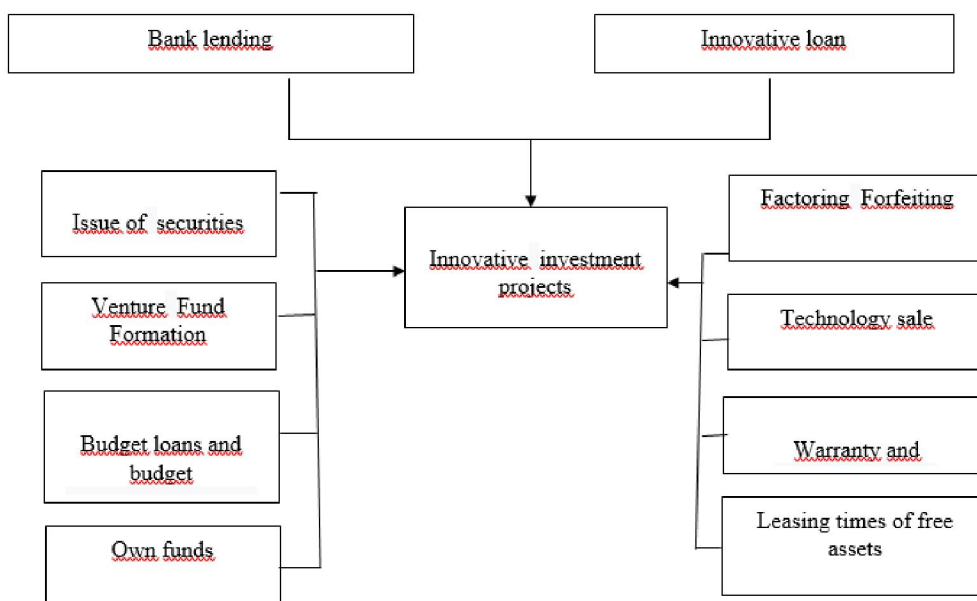 Bank lending
Innovative loan
Issue of securities
Venture Fund
Formation
Budget loans and
budget
Own funds
Innovative investment
projects
Factoring Forfeiting
Technology sale
Warranty and
Leasing times of free
assets